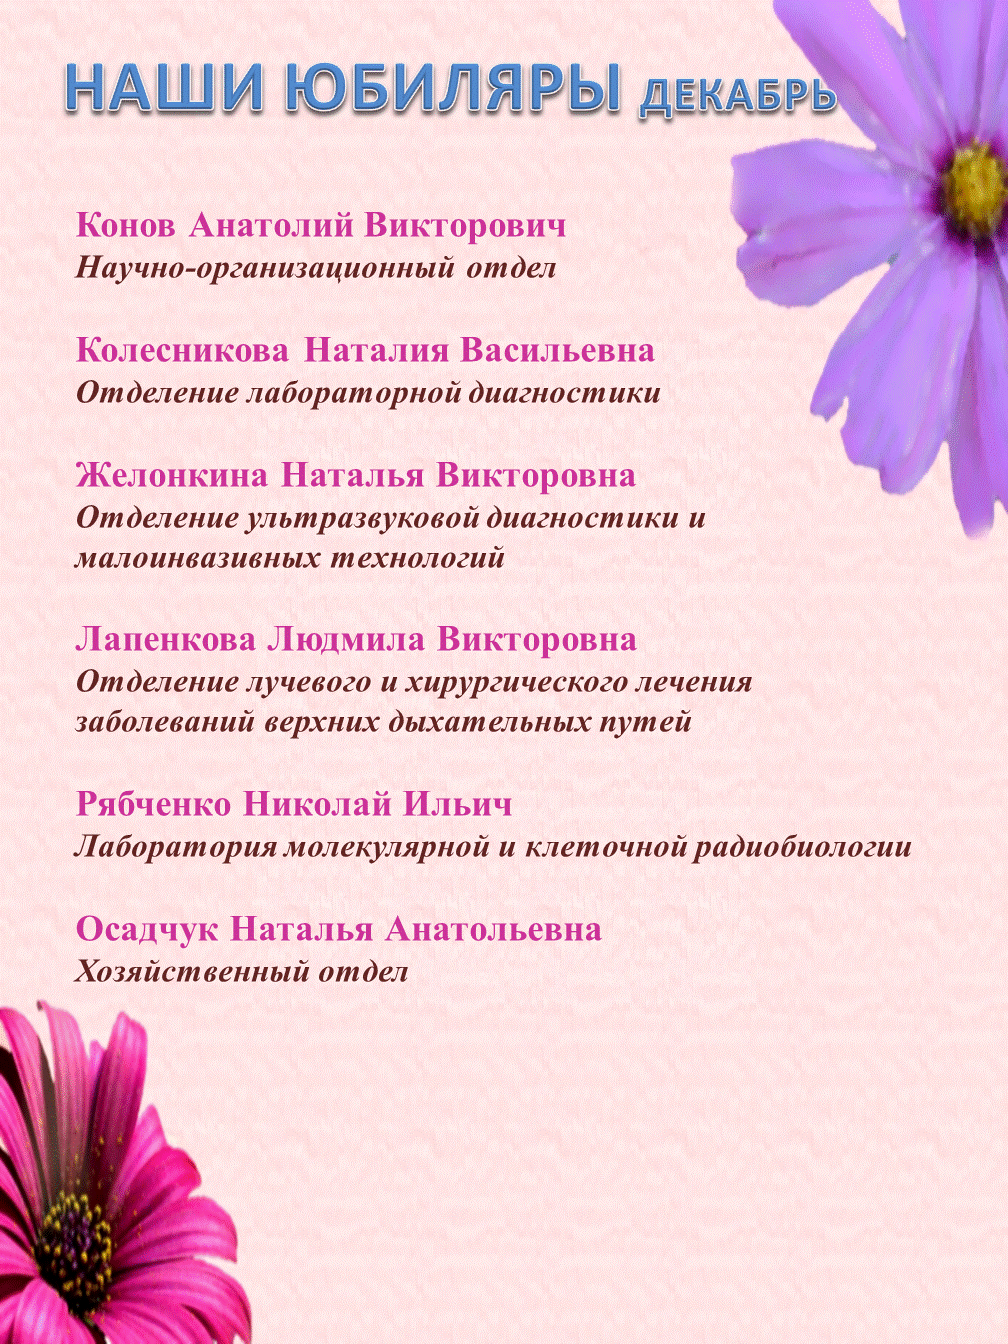 НАШИ ЮБИЛЯРЫ ДЕКАБРЬ
Конов Анатолий Викторович
Научно-организационный отдел
Колесникова Наталия Васильевна
Отделение лабораторной диагностики
Желонкина Наталья Викторовна
Отделение ультразвуковой диагностики и
малоинвазивных технологий
Лапенкова Людмила Викторовна
Отделение лучевого и хирургического лечения
заболеваний верхних дыхательных путей
Рябченко Николай Ильич
Лаборатория молекулярной и клеточной радиобиологии
Осадчук Наталья Анатольевна
Хозяйственный отдел